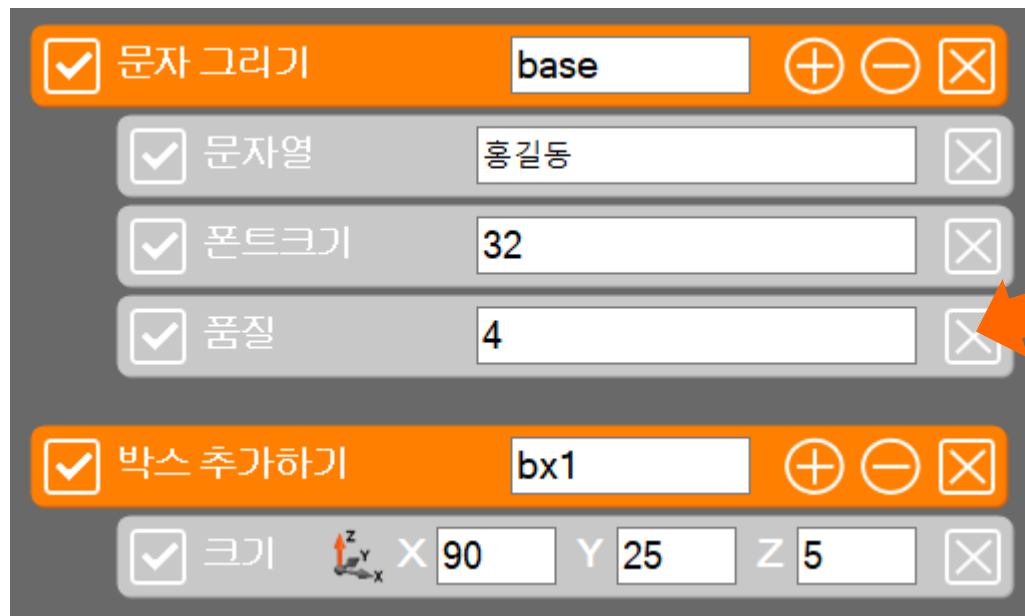 문자 그리기 base
문자열 홍길동
폰트크기 32
품질 4
박스 추가하기 bx1
크기 Z Y X X 90 Y 25 Z 5